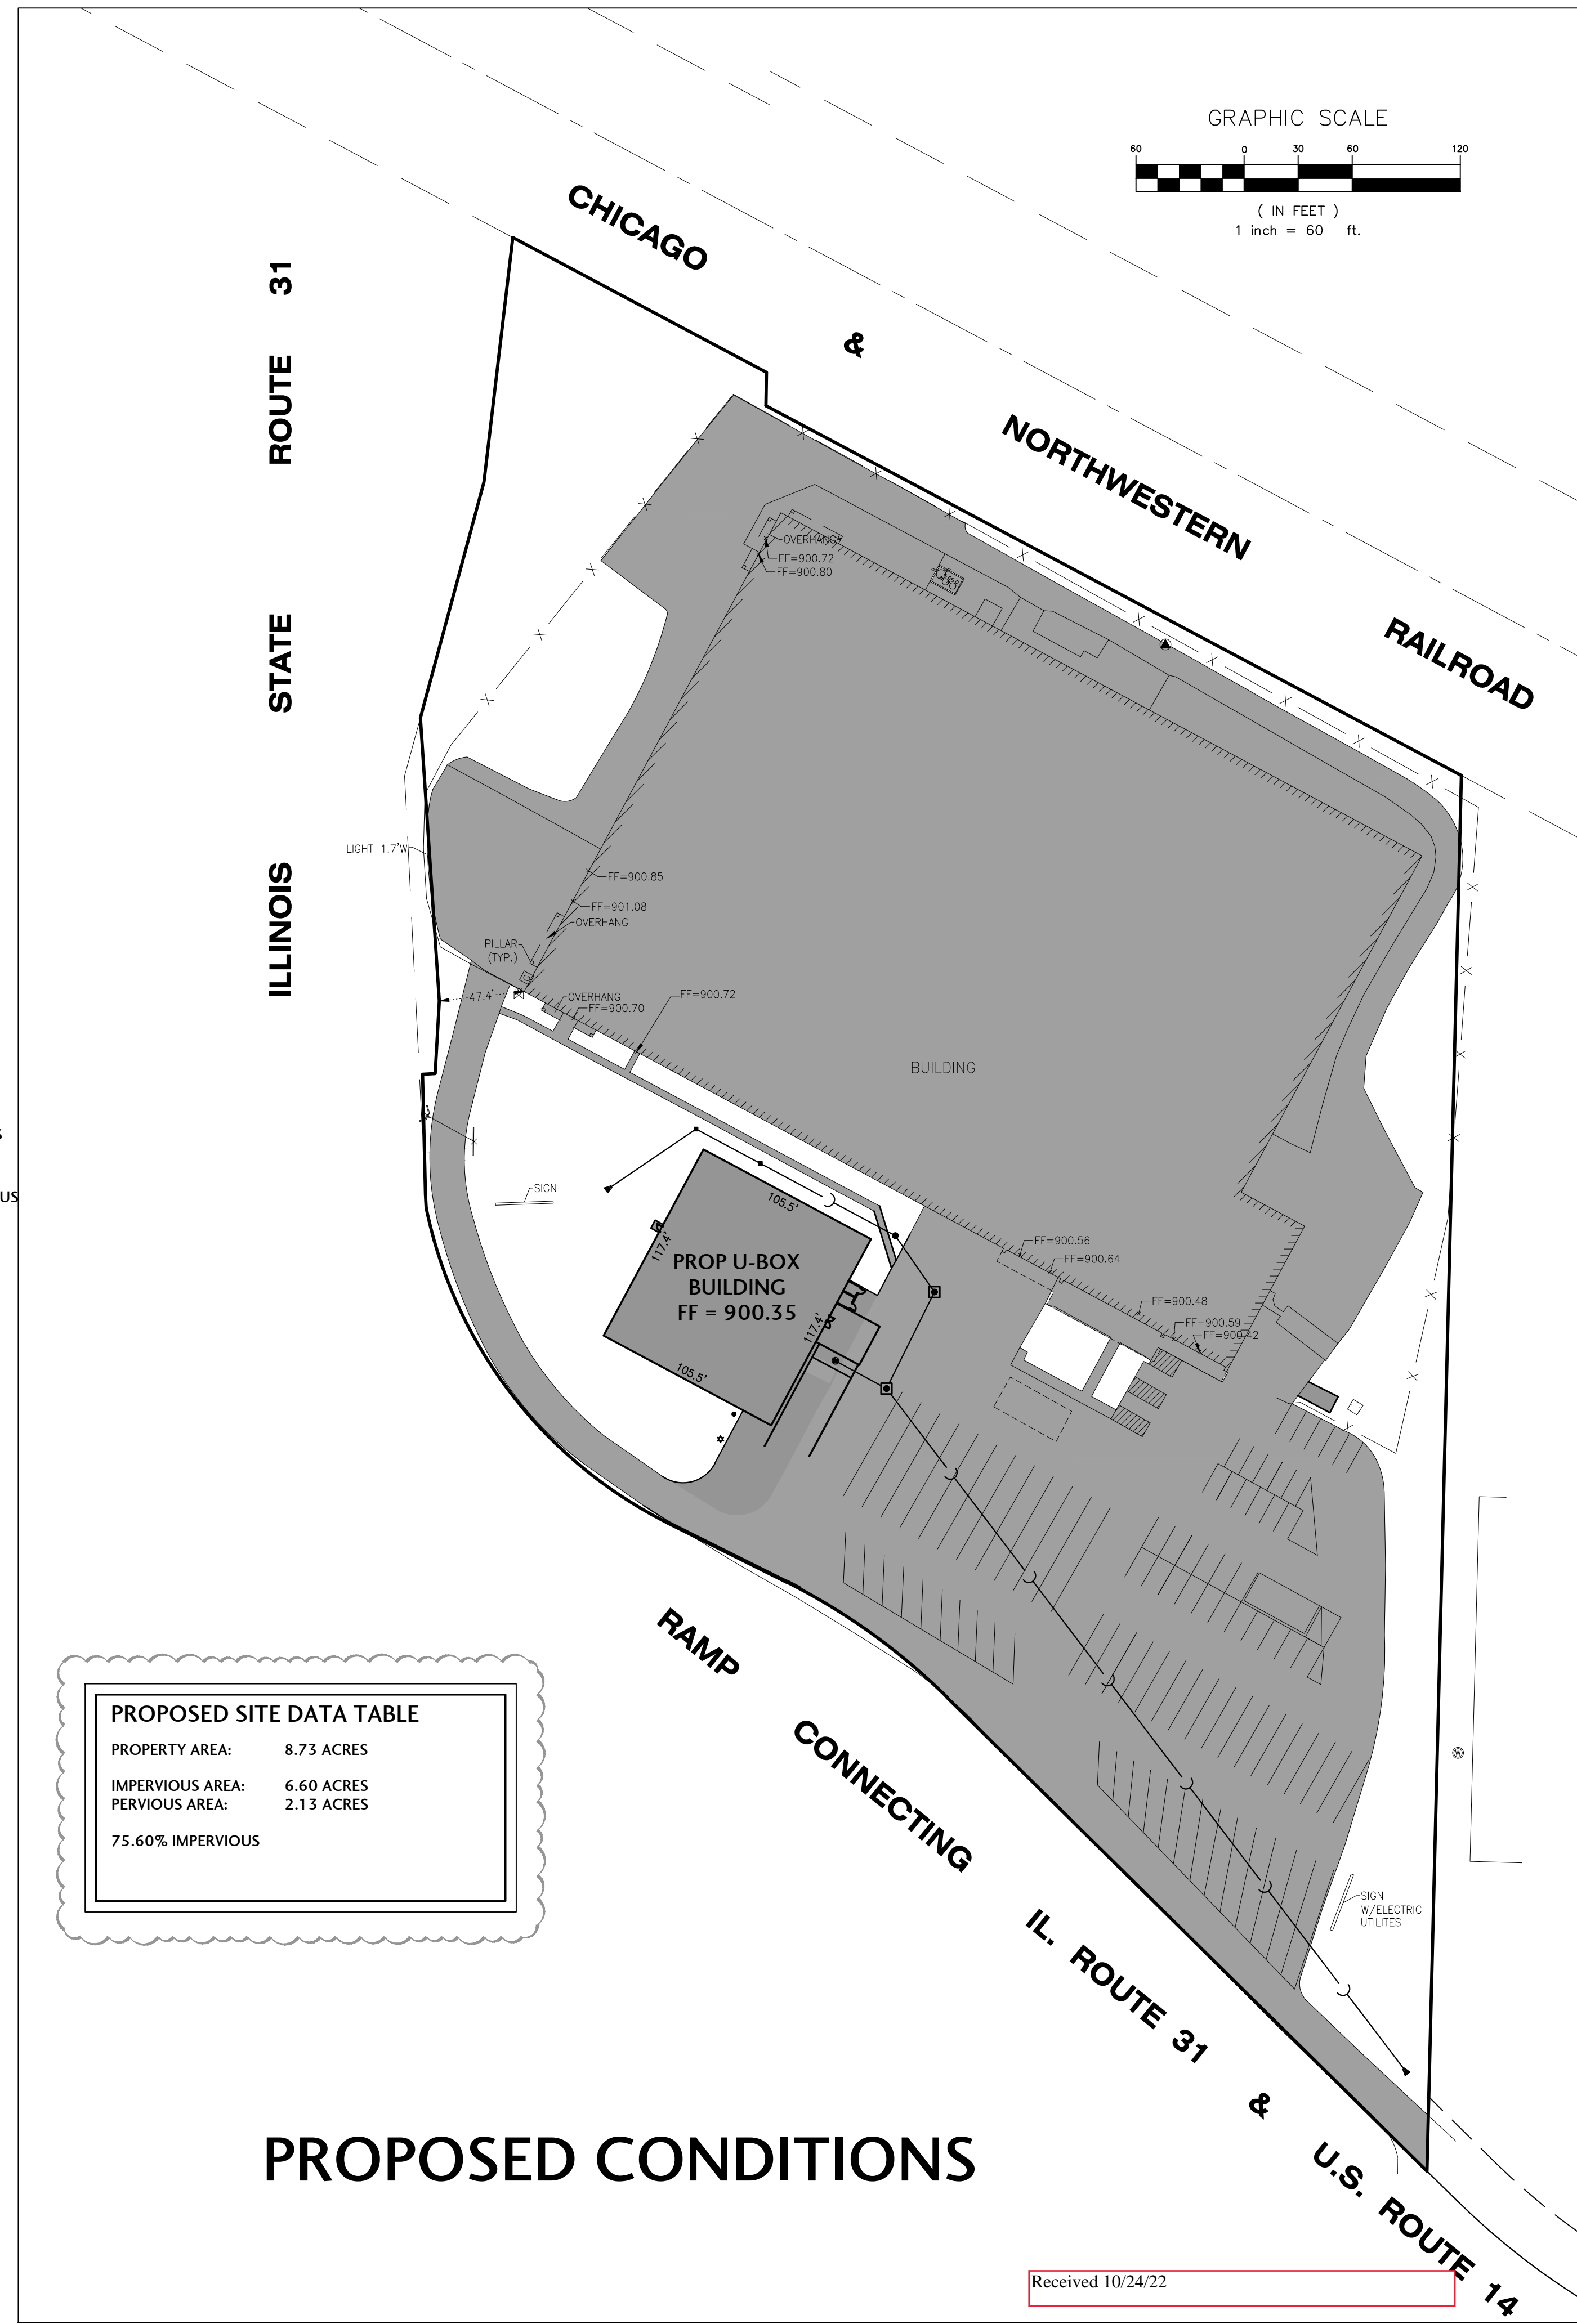 GRAPHIC SCALE
60 0 30 60 120
( IN FEET )
1 inch = 60 ft.
CHICAGO & NORTHWESTERN RAILROAD
ILLINOIS STATE ROUTE 31
OVERHANG
FF=900.72
FF=900.80
LIGHT 1.7'W
FF=900.85
FF=901.08
OVERHANG
PILLAR
(TYP.)
G
47.4'
OVERHANG
FF=900.70
FF=900.72
BUILDING
US
SIGN
105.5'
117.4'
PROP U-BOX
BUILDING
FF = 900.35
117.4'
105.5'
FF=900.56
FF=900.64
FF=900.48
FF=900.59
FF=900.42
RAMP CONNECTING IL. ROUTE 31 & U.S. ROUTE 14
W
SIGN
W/ELECTRIC
UTILITES
PROPOSED SITE DATA TABLE
PROPERTY AREA: 8.73 ACRES
IMPERVIOUS AREA: 6.60 ACRES
PERVIOUS AREA: 2.13 ACRES
75.60% IMPERVIOUS
PROPOSED CONDITIONS
Received 10/24/22